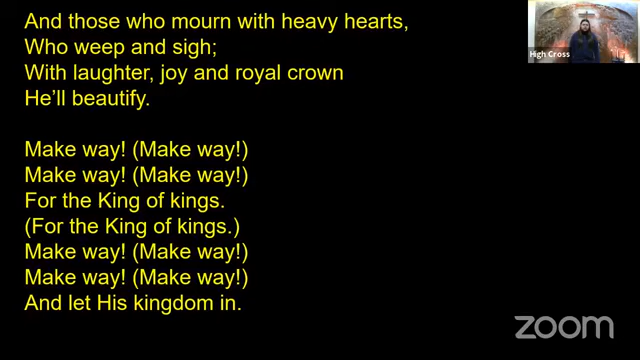 And those who mourn with heavy hearts,
Who weep and sigh;
With laughter, joy and royal crown
He'll beautify.
Make way! (Make way!)
Make way! (Make way!)
For the King of kings.
(For the King of kings.)
Make way! (Make way!)
Make way! (Make way!)
And let His kingdom in.
High Cross
zoom